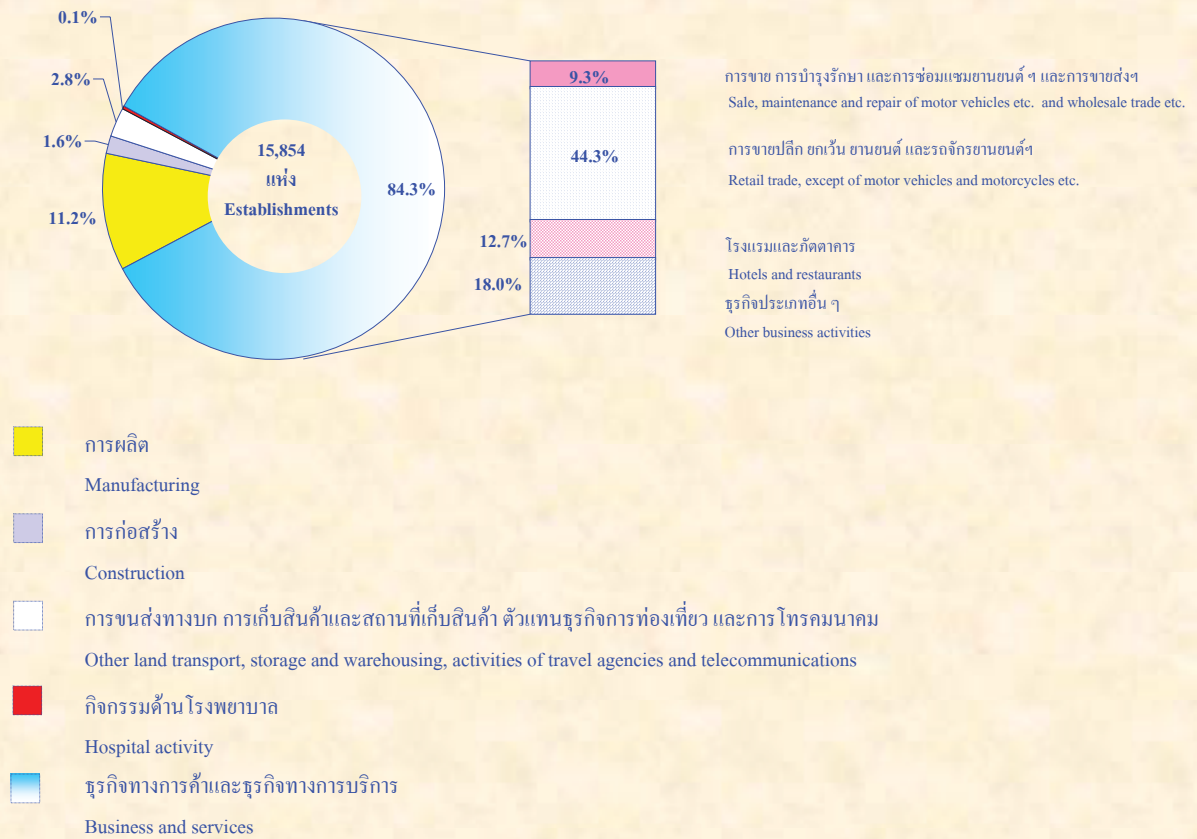 0.1%
2.8%
1.6%
11.2%
15,854
แห่ง
Establishments
84.3%
9.3%
44.3%
12.7%
18.0%
การขาย การบำรุงรักษา และการซ่อมแซมยานยนต์ ฯ และการขายส่งฯ
Sale, maintenance and repair of motor vehicles etc. and wholesale trade etc.
การขายปลีก ยกเว้น ยานยนต์ และรถจักรยานยนต์ฯ
Retail trade, except of motor vehicles and motorcycles etc.
โรงแรมและภัตตาคาร
Hotels and restaurants
ธุรกิจประเภทอื่น ๆ
Other business activities
การผลิต
Manufacturing
การก่อสร้าง
Construction
การขนส่งทางบก การเก็บสินค้าและสถานที่เก็บสินค้า ตัวแทนธุรกิจการท่องเที่ยว และการโทรคมนาคม
Other land transport, storage and warehousing, activities of travel agencies and telecommunications
กิจกรรมด้านโรงพยาบาล
Hospital activity
ธุรกิจทางการค้าและธุรกิจทางการบริการ
Business and services